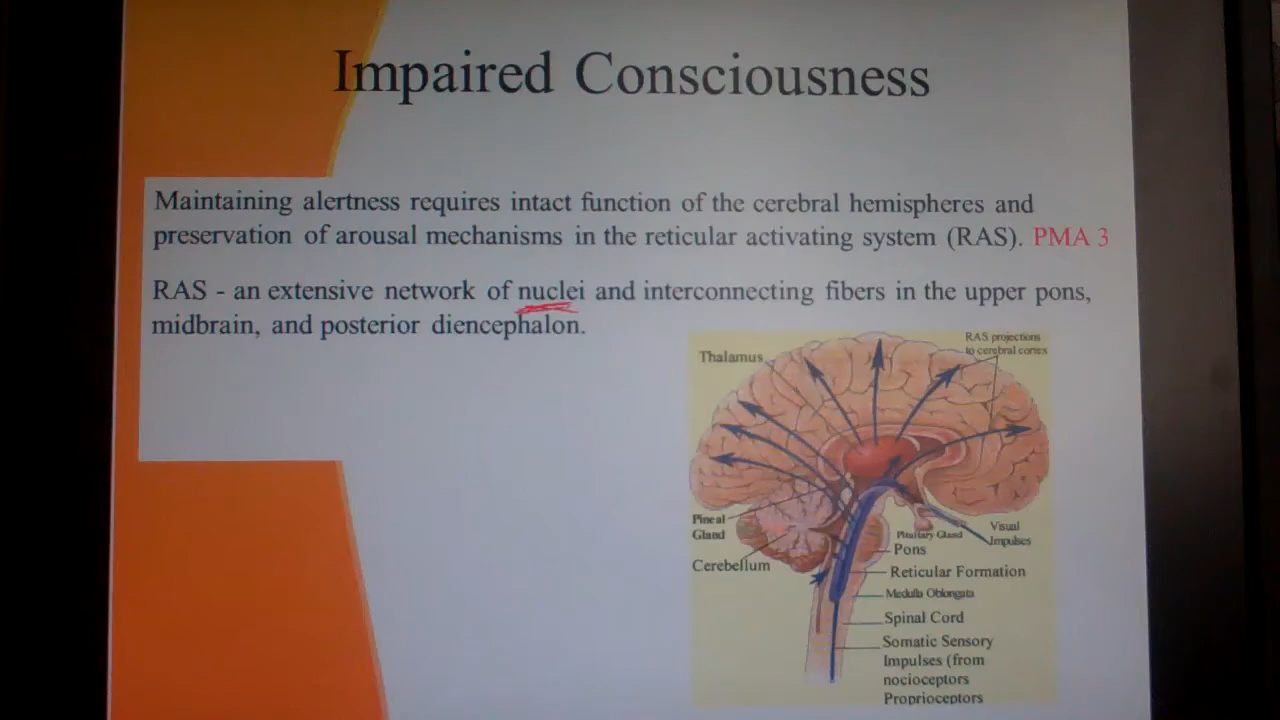 Impaired Consciousness
Maintaining alertness requires intact function of the cerebral hemispheres and
preservation of arousal mechanisms in the reticular activating system (RAS). PMA 3
RAS - an extensive network of nuclei and interconnecting fibers in the upper pons,
midbrain, and posterior diencephalon.
RAS projections
to cerebral cortex
Thalamus
Pineal
Gland
Cerebellum
Pituitary Gland
Visual
Impulses
Pons
Reticular Formation
Medulla Oblongata
Spinal Cord
Somatic Sensory
Impulses (from
nocioceptors
Proprioceptors